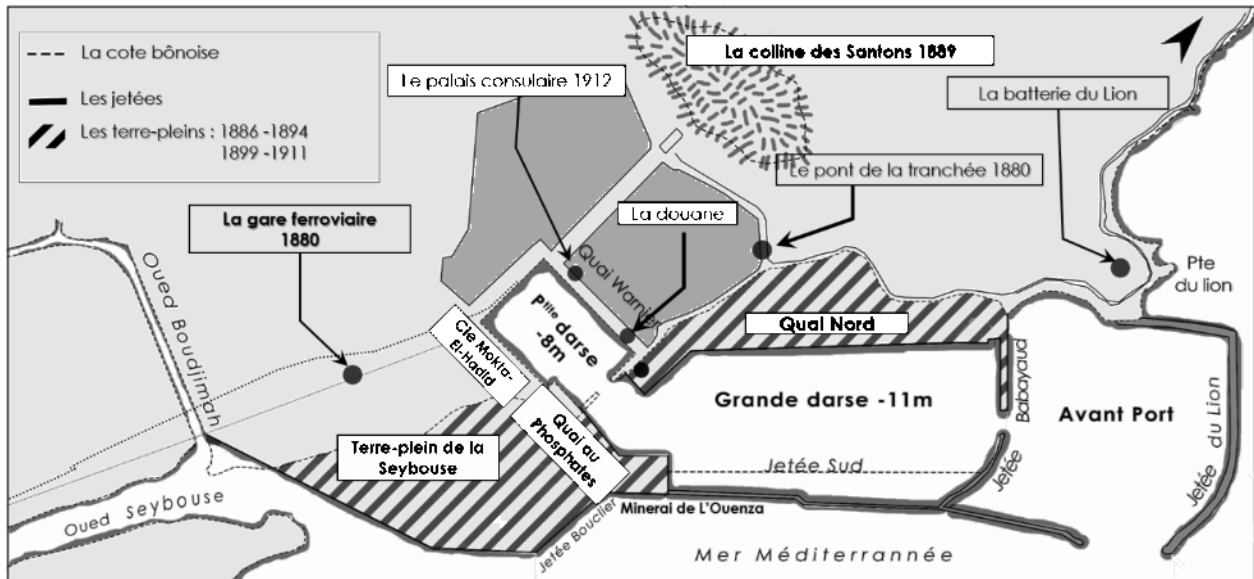 La cote bônoise
Les jetées
Les terre-pleins : 1886 -1894
1899 -1911
La colline des Santons 1889
Le palais consulaire 1912
La batterie du Lion
Le pont de la tranchée 1880
La douane
La gare ferroviaire
1880
Oued Boudjimah
Quai Warnier
Pte
du lion
Ptite darse
-8m
Quai Nord
Cie Mokta-
El-Hadid
Grande darse -11m
Babayaud
Jetée
Avant Port
Jetée du Lion
Quai au
Phosphates
Terre-plein de la
Seybouse
Jetée Sud
Oued Seybouse
Jetée Bouclier
Minerai de L'Ouenza
Mer Méditerrannée